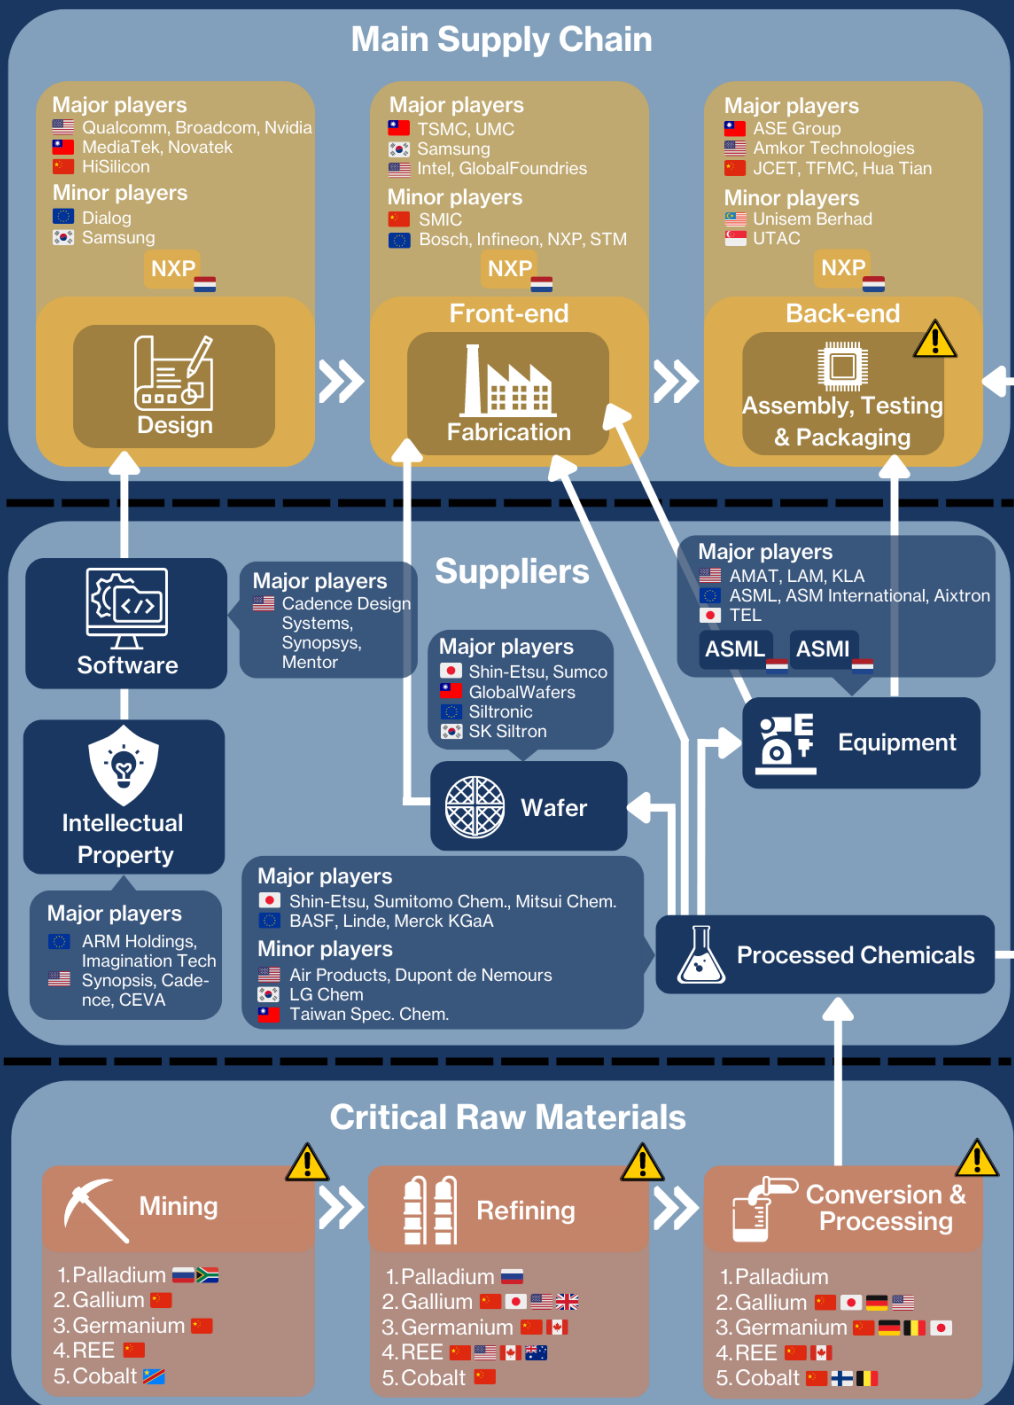 Main Supply Chain
Major players
Qualcomm, Broadcom, Nvidia
MediaTek, Novatek
HiSilicon
Minor players
Dialog
Samsung
NXP
Design
Major players
TSMC, UMC
Samsung
Intel, GlobalFoundries
Minor players
SMIC
Bosch, Infineon, NXP, STM
NXP
Front-end
Fabrication
Major players
ASE Group
Amkor Technologies
JCET, TFMC, Hua Tian
Minor players
Unisem Berhad
UTAC
NXP
Back-end
Assembly, Testing
& Packaging
Suppliers
Software
Major players
Cadence Design
Systems,
Synopsys,
Mentor
Intellectual
Property
Major players
ARM Holdings,
Imagination Tech
Synopsis, Cade-
nce, CEVA
Major players
Shin-Etsu, Sumco
GlobalWafers
Siltronic
SK Siltron
Wafer
Major players
AMAT, LAM, KLA
ASML, ASM International, Aixtron
TEL
ASML
ASMI
Equipment
Major players
Shin-Etsu, Sumitomo Chem., Mitsui Chem.
BASF, Linde, Merck KGaA
Minor players
Air Products, Dupont de Nemours
LG Chem
Taiwan Spec. Chem.
Processed Chemicals
Critical Raw Materials
Mining
1. Palladium
2. Gallium
3. Germanium
4. REE
5. Cobalt
Refining
1. Palladium
2. Gallium
3. Germanium
4. REE
5. Cobalt
Conversion &
Processing
1. Palladium
2. Gallium
3. Germanium
4. REE
5. Cobalt